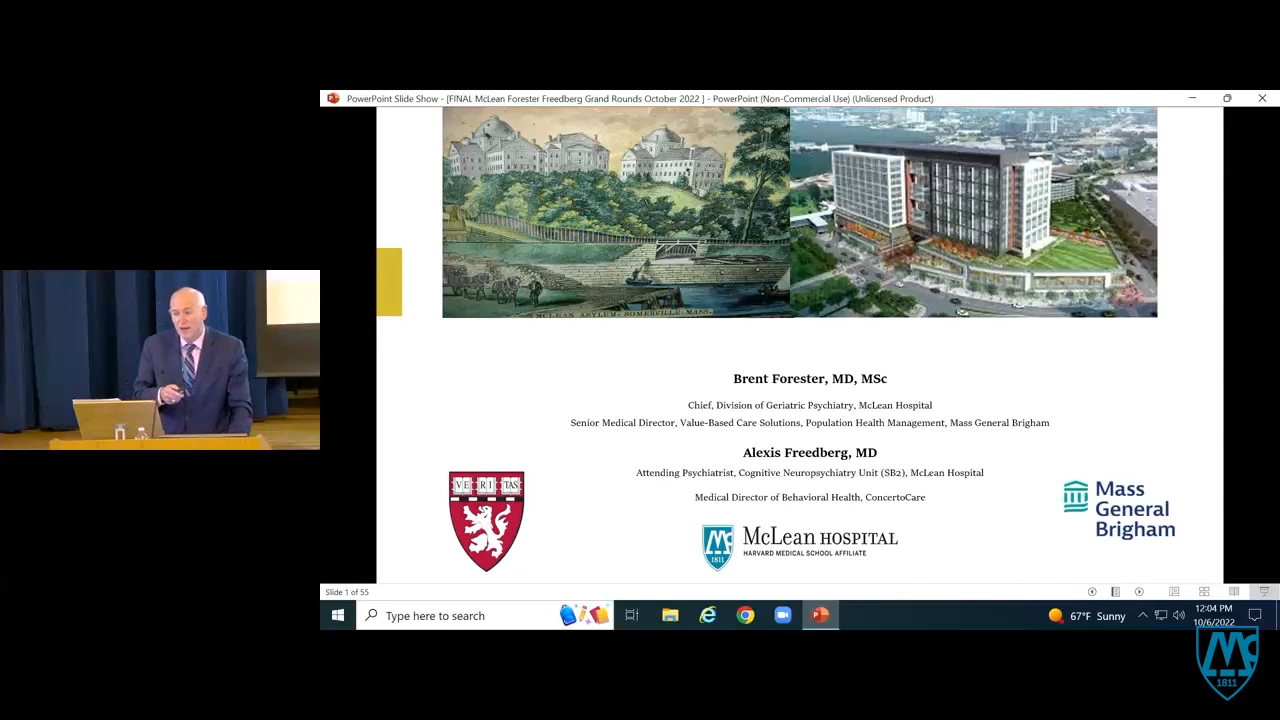 PowerPoint Slide Show - [FINAL McLean Forester Freedberg Grand Rounds October 2022 ] - PowerPoint (Non-Commercial Use) (Unlicensed Product)
MCLEAN ASYLUM, SOMERVILLE, MASS.
Brent Forester, MD, MSc
Chief, Division of Geriatric Psychiatry, McLean Hospital
Senior Medical Director, Value-Based Care Solutions, Population Health Management, Mass General Brigham
Alexis Freedberg, MD
Attending Psychiatrist, Cognitive Neuropsychiatry Unit (SB2), McLean Hospital
Medical Director of Behavioral Health, ConcertoCare
VE RI TAS
Mc
1811
McLean HOSPITAL
HARVARD MEDICAL SCHOOL AFFILIATE
Mass
General
Brigham
Slide 1 of 55
Type here to search
67°F Sunny
12:04 PM
10/6/2022
Mc
1811